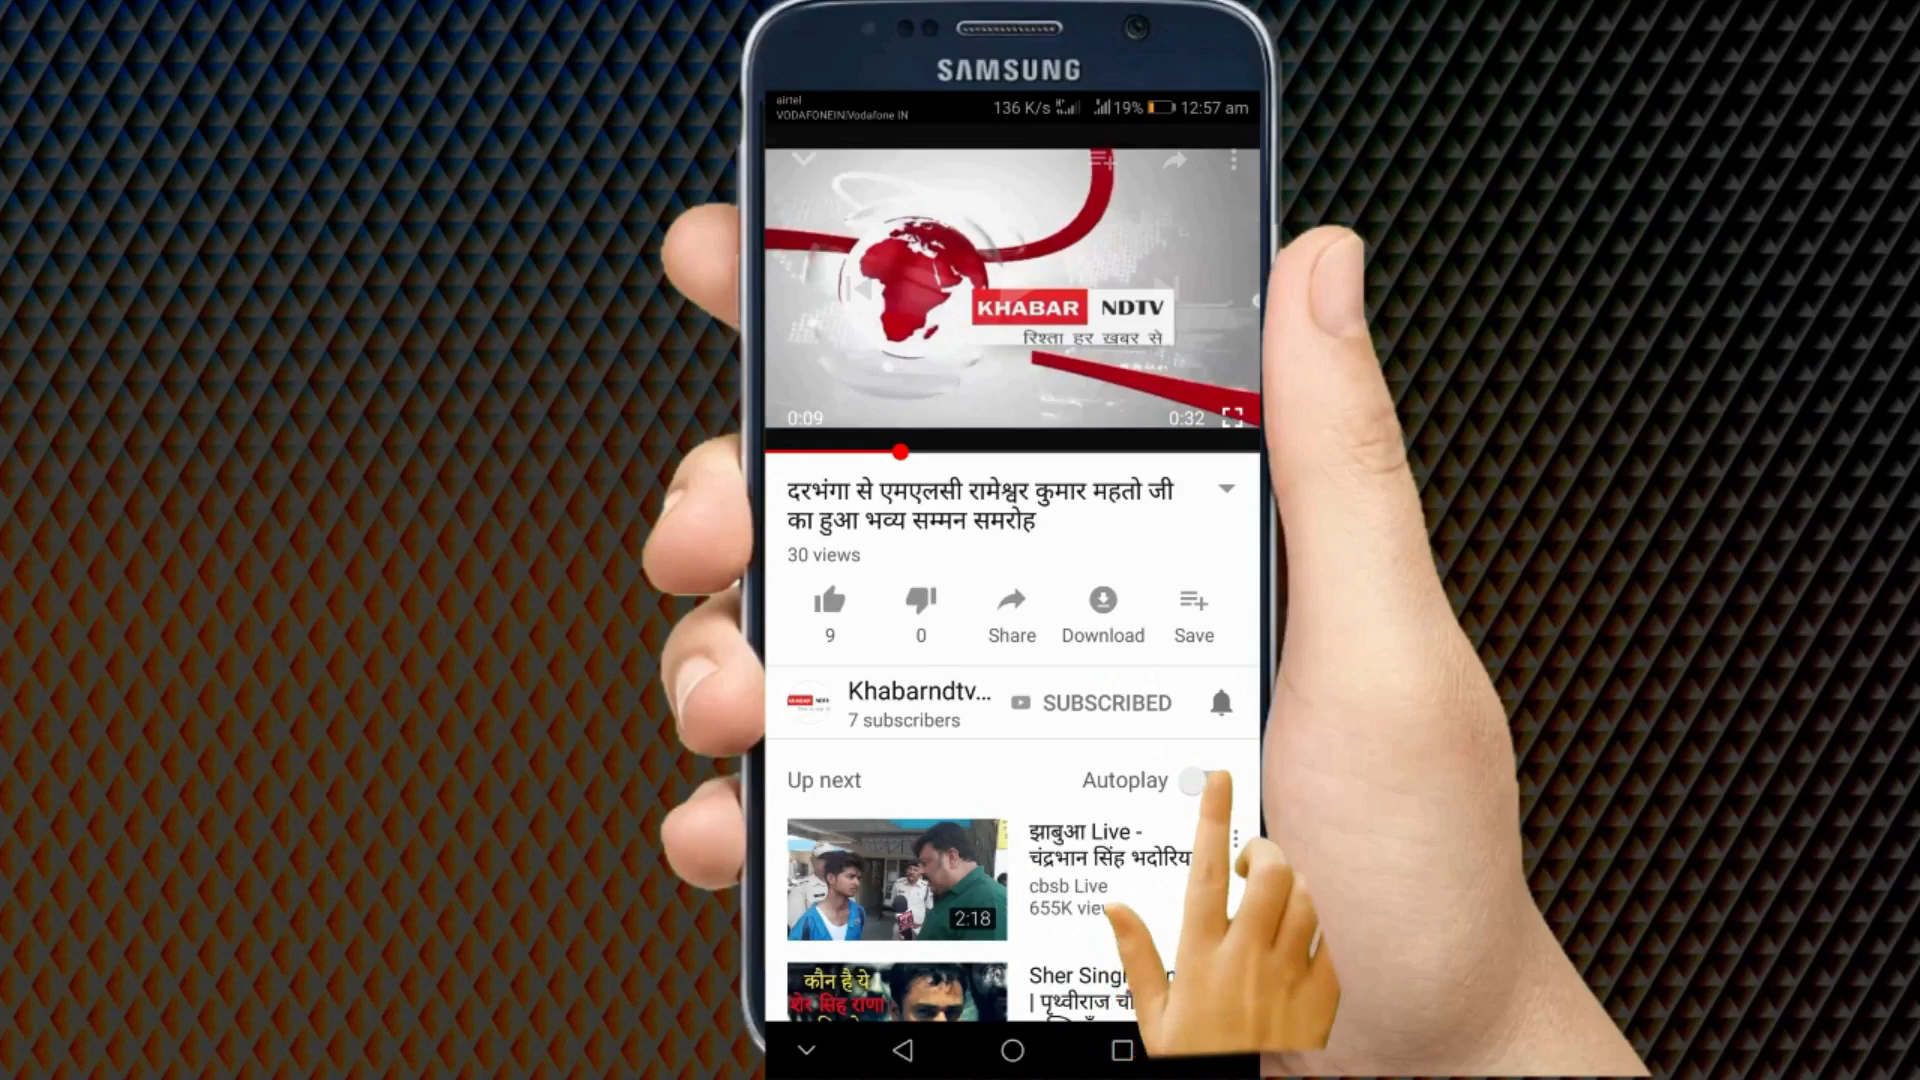 SAMSUNG
airtel
VODAFONEIN|Vodafone IN
136 K/s 19% 12:57 am
KHABAR NDTV
रिश्ता हर खबर से
0:09 0:32
दरभंगा से एमएलसी रामेश्वर कुमार महतो जी
का हुआ भव्य सम्मन समरोह
30 views
9 0 Share Download Save
Khabarndtv...
SUBSCRIBED
7 subscribers
Up next Autoplay
झाबुआ Live -
चंद्रभान सिंह भदोरिय
cbsb Live
655K
2:18
कौन है ये
शेर सिंह राणा
Sher
| पृथ्वीराज